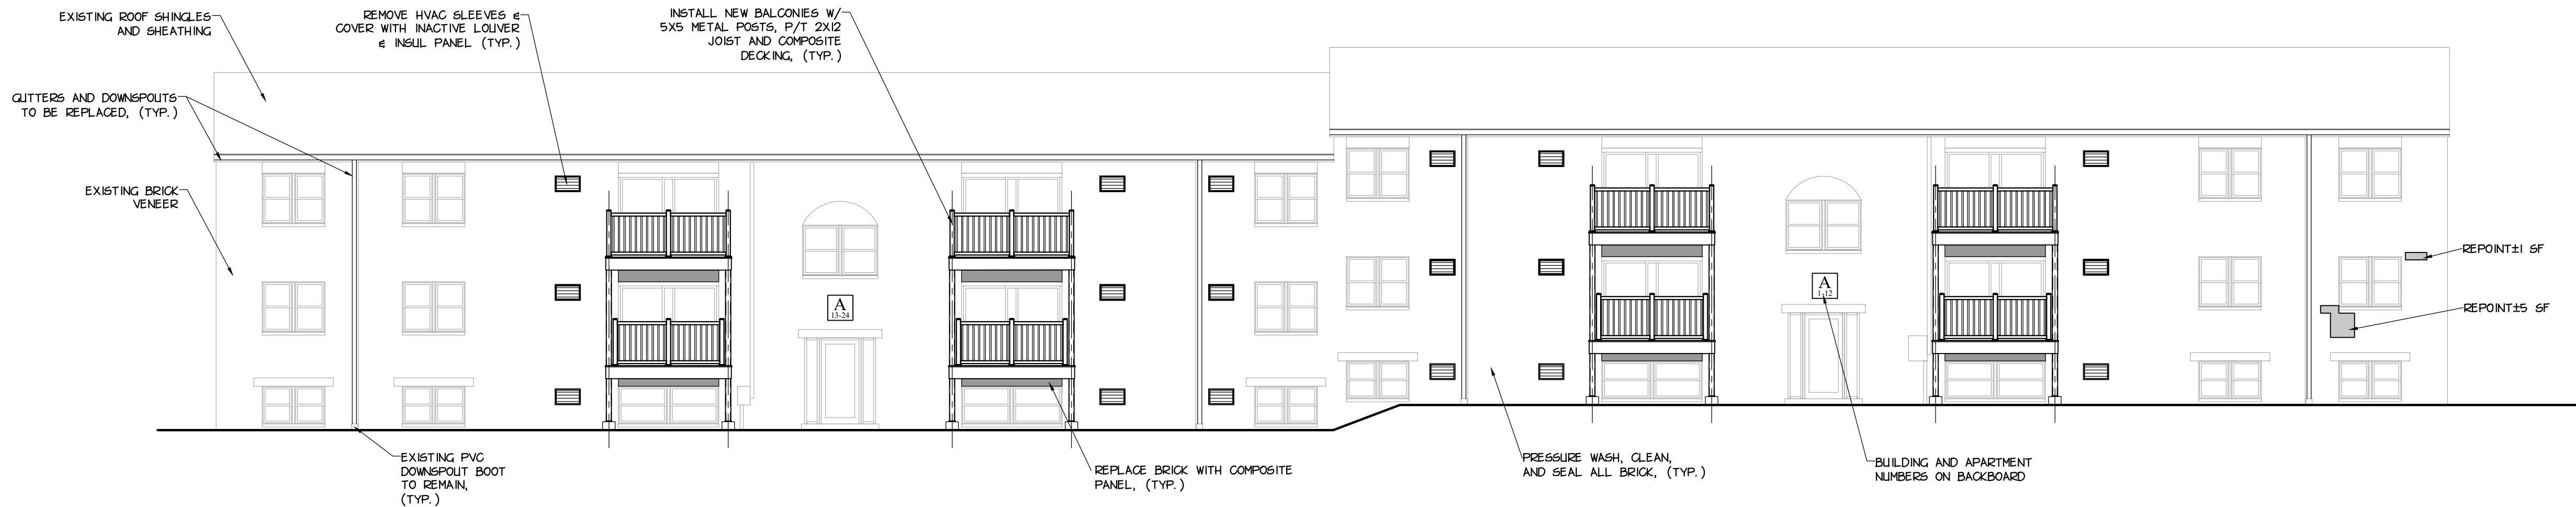 EXISTING ROOF SHINGLES
AND SHEATHING
REMOVE HVAC SLEEVES &
COVER WITH INACTIVE LOUVER
& INSUL PANEL (TYP.)
INSTALL NEW BALCONIES W/
5X5 METAL POSTS, P/T 2X12
JOIST AND COMPOSITE
DECKING, (TYP.)
GUTTERS AND DOWNSPOUTS
TO BE REPLACED, (TYP.)
EXISTING BRICK
VENEER
A
13-24
A
1-12
REPOINT±1 SF
REPOINT±5 SF
EXISTING PVC
DOWNSPOUT BOOT
TO REMAIN,
(TYP.)
REPLACE BRICK WITH COMPOSITE
PANEL, (TYP.)
PRESSURE WASH, CLEAN,
AND SEAL ALL BRICK, (TYP.)
BUILDING AND APARTMENT
NUMBERS ON BACKBOARD